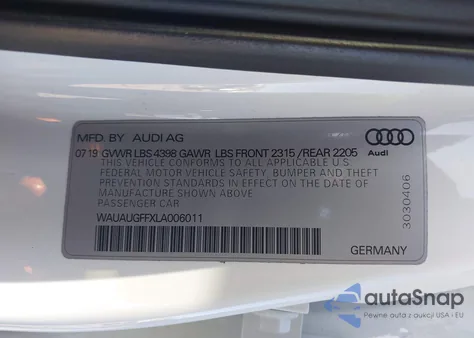 MFD. BY AUDI AG
07 19 GVWR LBS 4398 GAWR LBS FRONT 2315 /REAR 2205
Audi
THIS VEHICLE CONFORMS TO ALL APPLICABLE U.S.
FEDERAL MOTOR VEHICLE SAFETY, BUMPER AND THEFT
PREVENTION STANDARDS IN EFFECT ON THE DATE OF
MANUFACTURE SHOWN ABOVE
PASSENGER CAR
WAUAUGFFXLA006011
GERMANY
3030406
autaSnap
Pewne auta z aukcji USA i EU